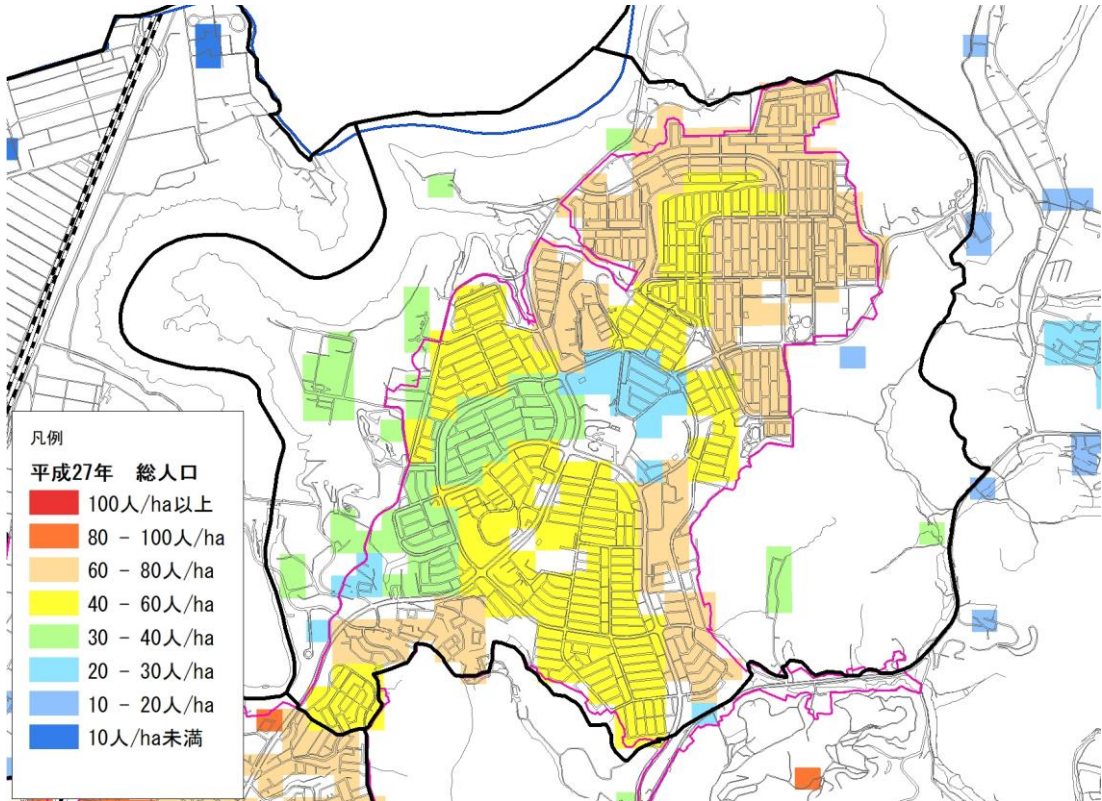 凡例
平成27年 総人口
100人/ha以上
80 - 100人/ha
60 - 80人/ha
40 - 60人/ha
30 - 40人/ha
20 - 30人/ha
10 - 20人/ha
10人/ha未満